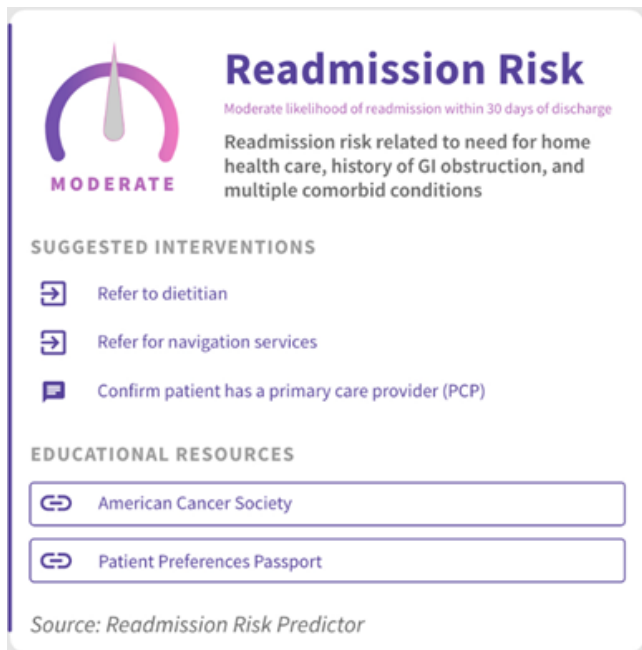 Readmission Risk
Moderate likelihood of readmission within 30 days of discharge
Readmission risk related to need for home
health care, history of GI obstruction, and
multiple comorbid conditions
MODERATE
SUGGESTED INTERVENTIONS
Refer to dietitian
Refer for navigation services
Confirm patient has a primary care provider (PCP)
EDUCATIONAL RESOURCES
American Cancer Society
Patient Preferences Passport
Source: Readmission Risk Predictor